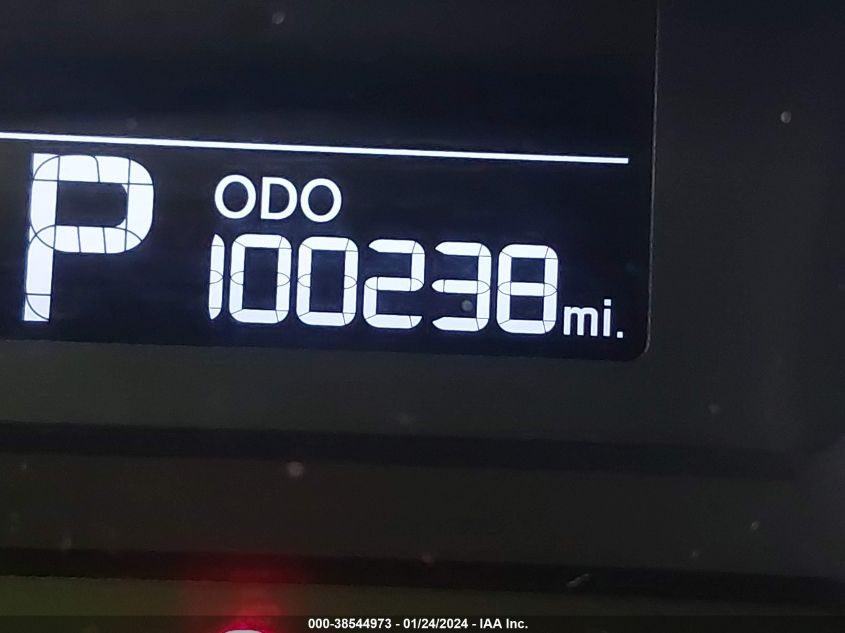 P
ODO
100238 mi.
000-38544973 - 01/24/2024 - IAA Inc.